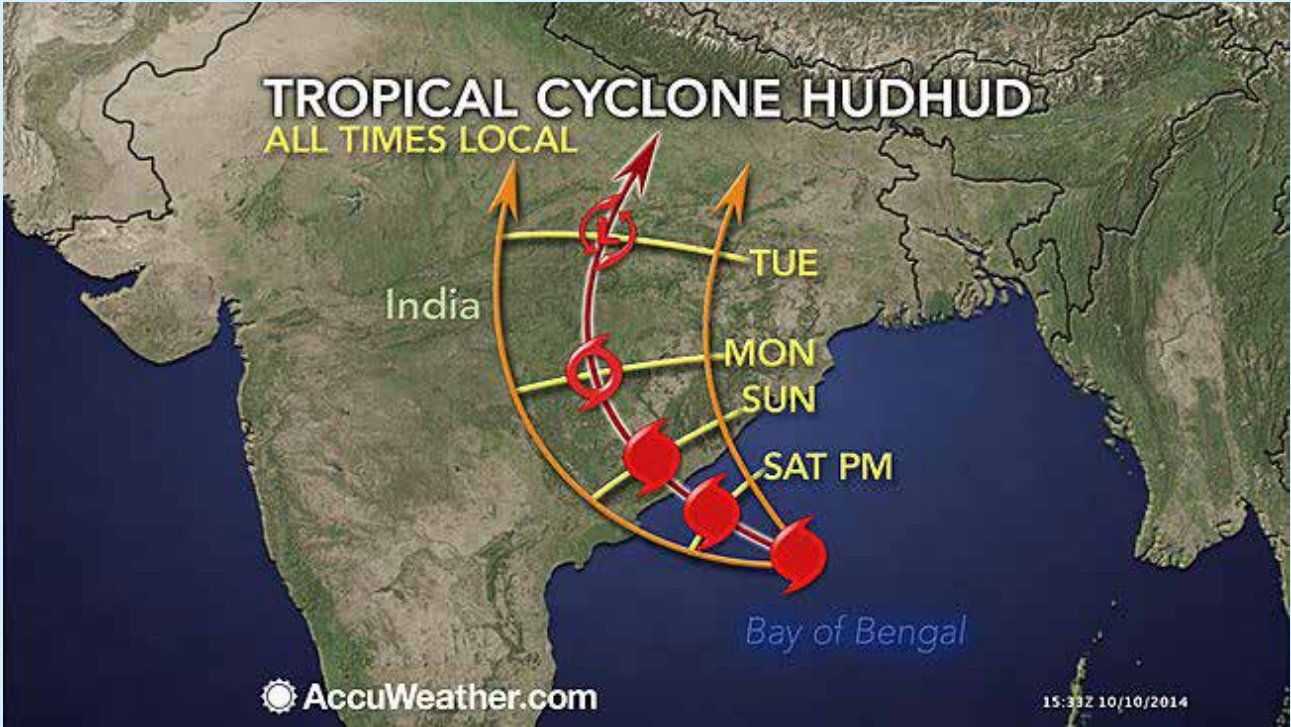 TROPICAL CYCLONE HUDHUD
ALL TIMES LOCAL
L
TUE
India
MON
SUN
SAT PM
Bay of Bengal
AccuWeather.com
15:33Z 10/10/2014